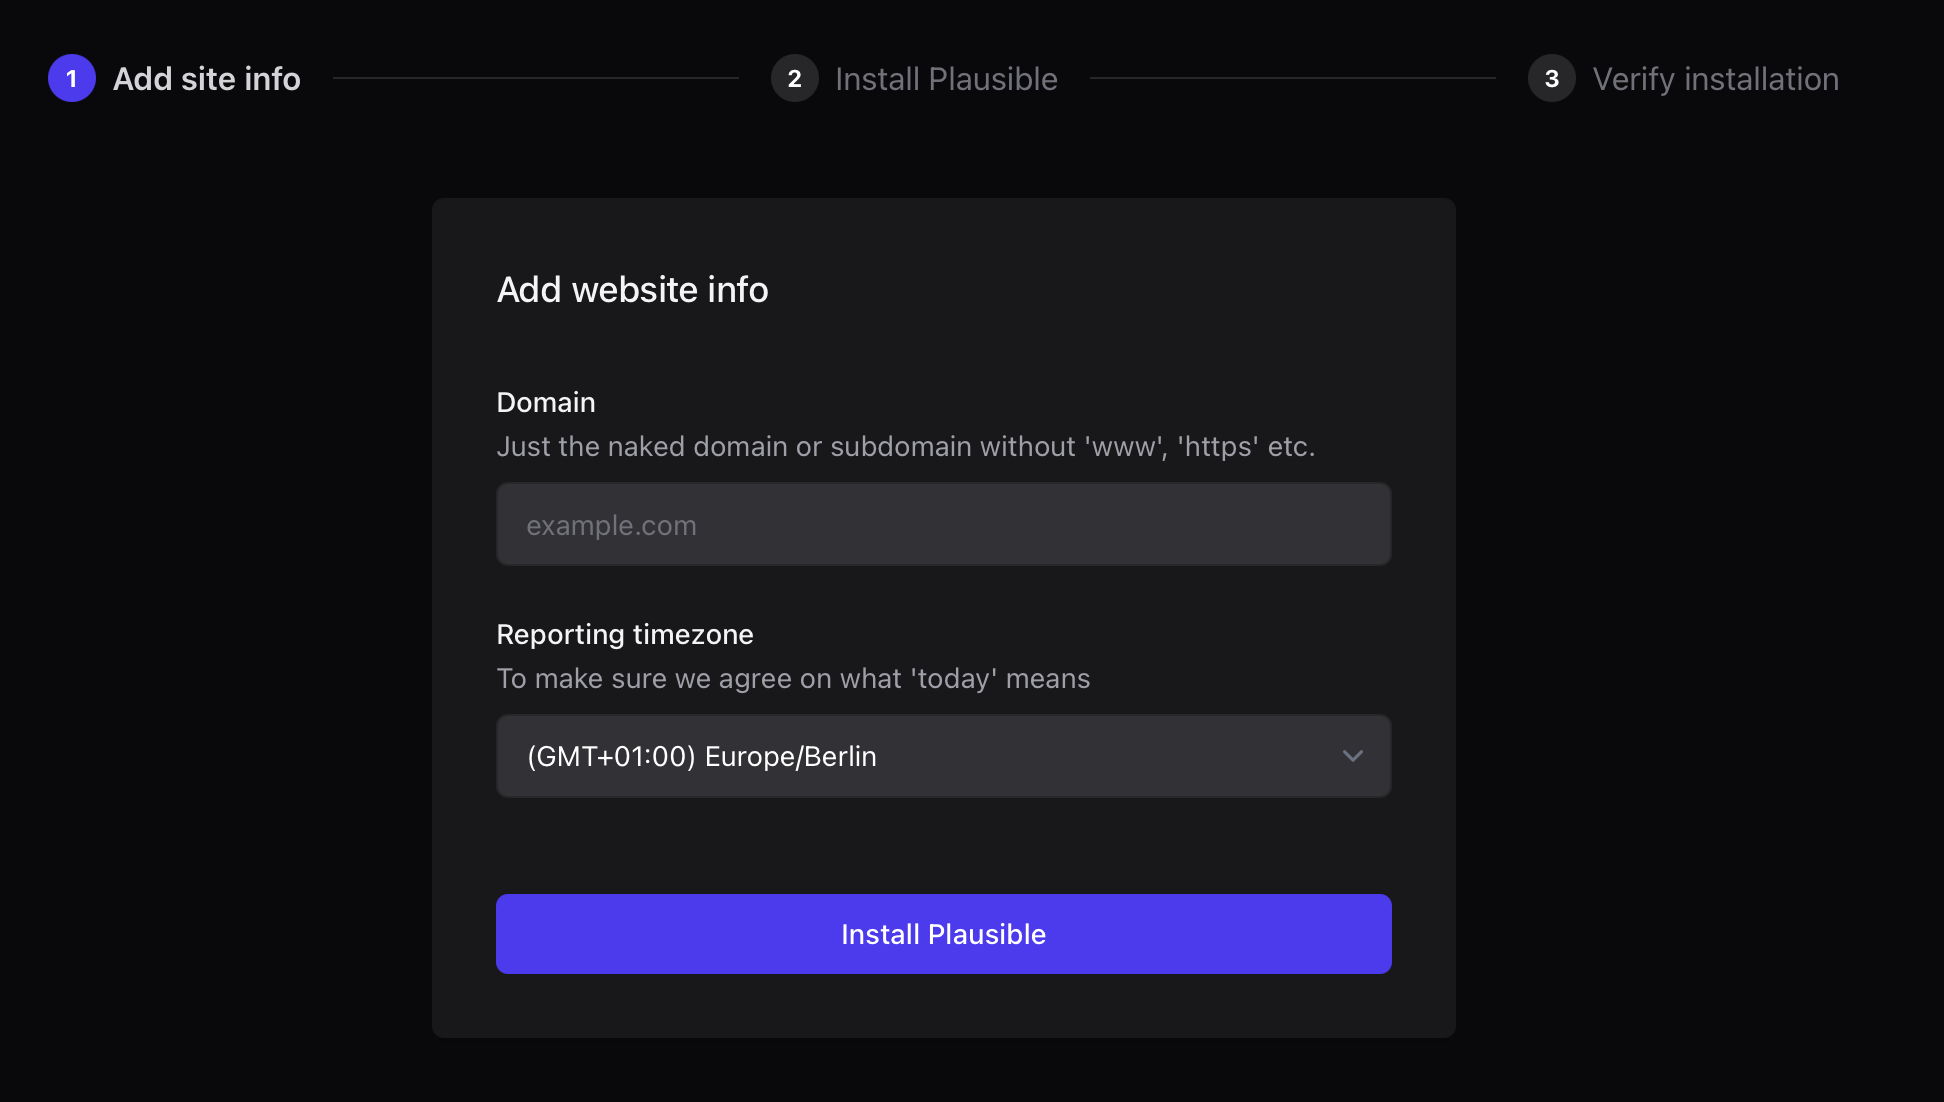 1 Add site info
2 Install Plausible
3 Verify installation
Add website info
Domain
Just the naked domain or subdomain without 'www', 'https' etc.
example.com
Reporting timezone
To make sure we agree on what 'today' means
(GMT+01:00) Europe/Berlin
Install Plausible